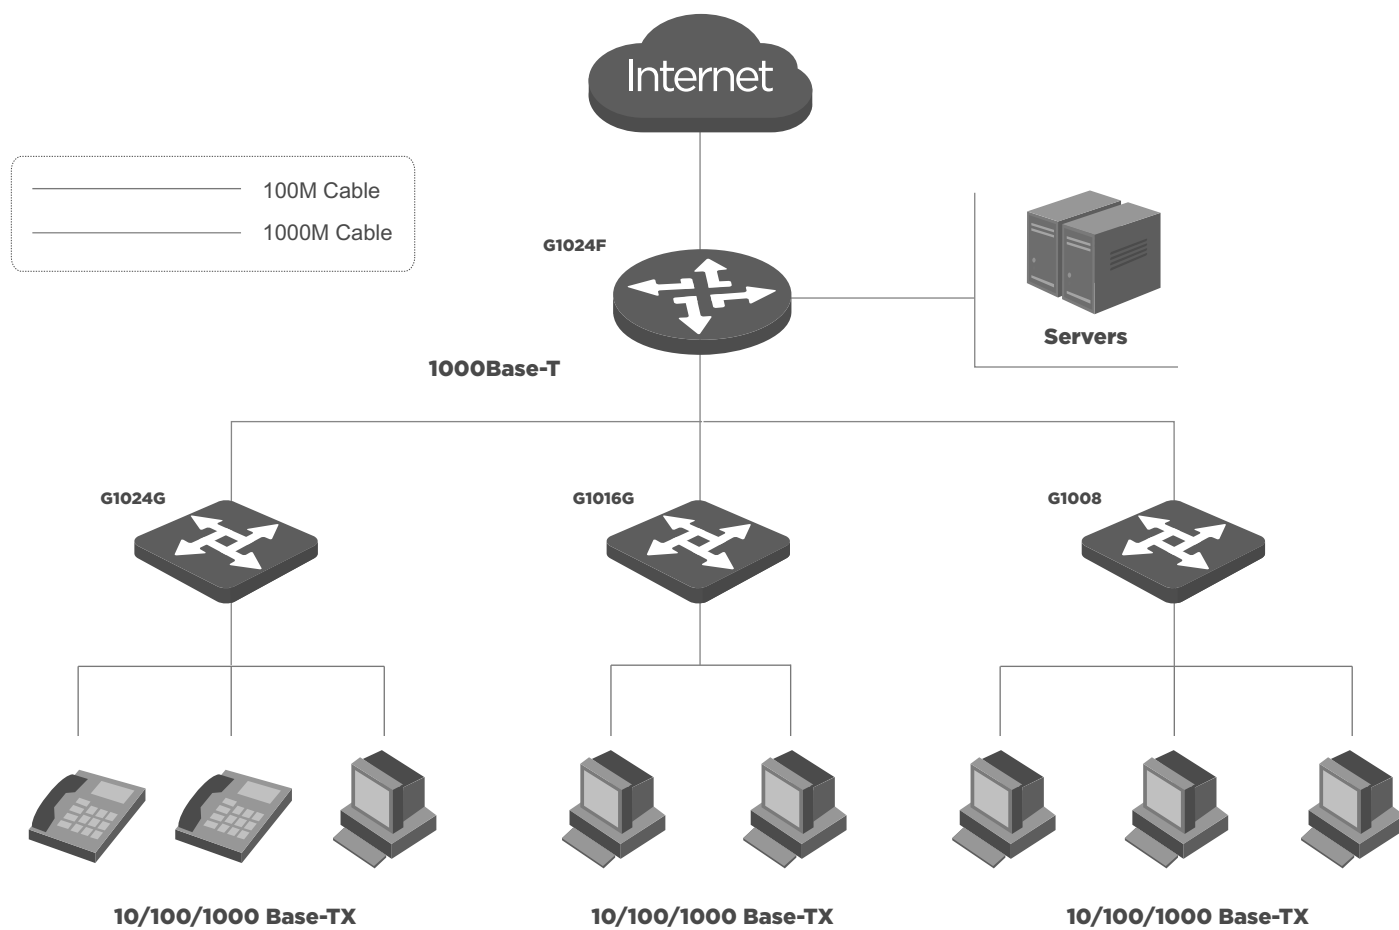 Internet
100M Cable
1000M Cable
G1024F
Servers
1000Base-T
G1024G
G1016G
G1008
10/100/1000 Base-TX
10/100/1000 Base-TX
10/100/1000 Base-TX